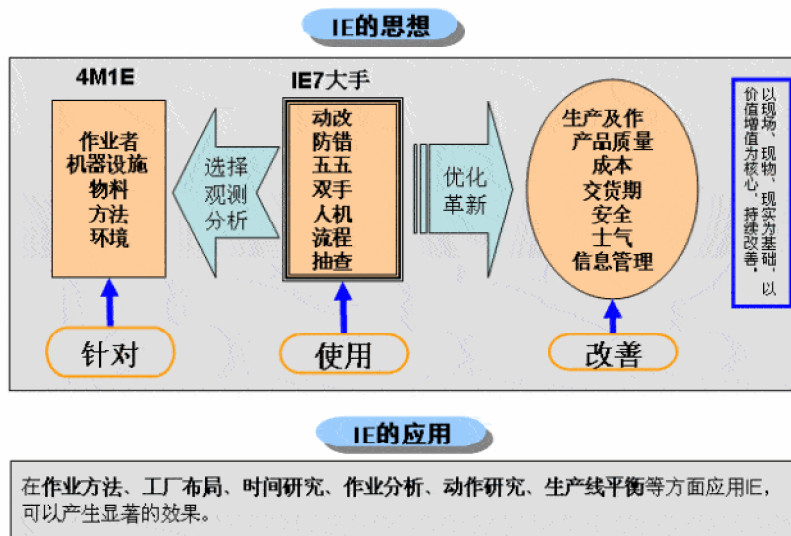 IE的思想
4M1E
作业者
机器设施
物料
方法
环境
选择
观测
分析
IE7大手
动改
防错
五五
双手
人机
流程
抽查
优化
革新
生产及作
产品质量
成本
交货期
安全
士气
信息管理
以现场、现物、现实为基础，以
价值增值为核心，持续改善。
针对
使用
改善
IE的应用
在作业方法、工厂布局、时间研究、作业分析、动作研究、生产线平衡等方面应用IE，
可以产生显著的效果。